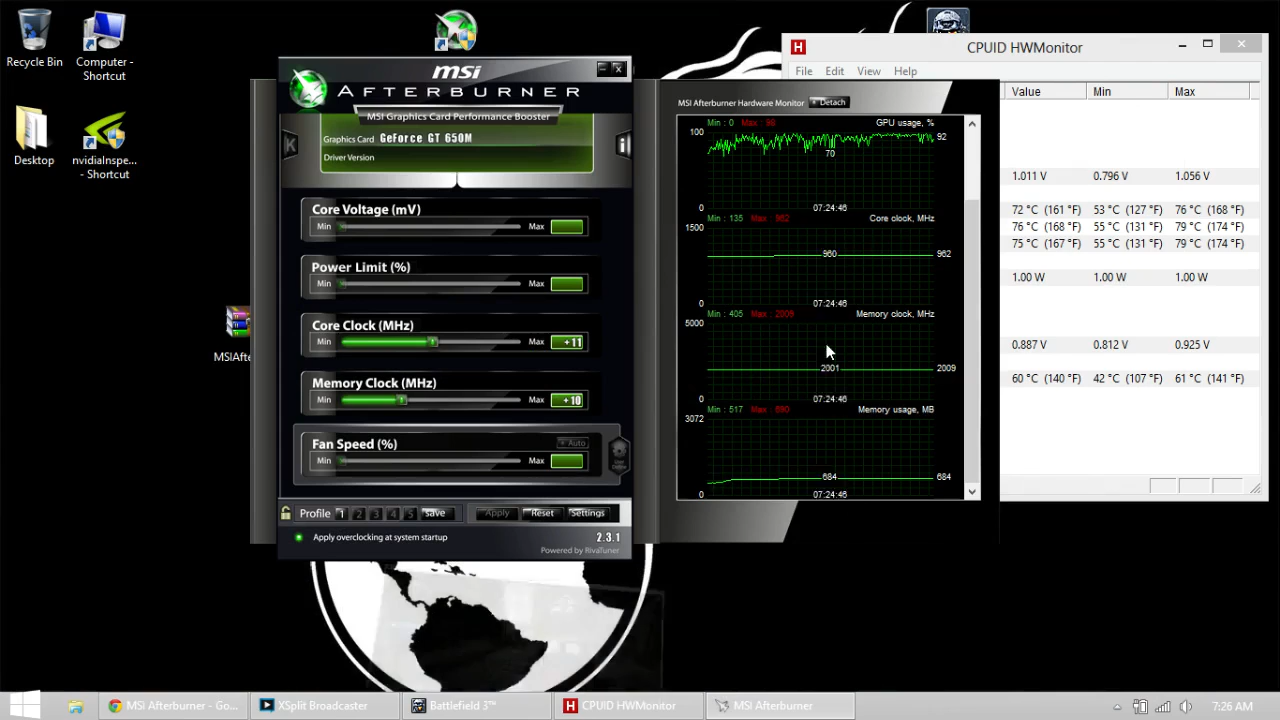 Recycle Bin
Computer -
Shortcut
Desktop
nvidiaInspe...
- Shortcut
MSIAfte
msi
AFTERBURNER
MSI Graphics Card Performance Booster
Graphics Card GeForce GT 650M
Driver Version
K
i
Core Voltage (mV)
Min Max
Power Limit (%)
Min Max
Core Clock (MHz)
Min Max +11
Memory Clock (MHz)
Min Max +10
Fan Speed (%) Auto
Min Max
User
Define
Profile 1 2 3 4 5 save Apply Reset Settings
Apply overclocking at system startup 2.3.1
Powered by RivaTuner
MSI Afterburner Hardware Monitor Detach
Min : 0 Max : 98 GPU usage, %
100 92
70
0 07:24:46
Min : 135 Max : 962 Core clock, MHz
1500
960 962
0 07:24:46
Min : 405 Max : 2009 Memory clock, MHz
5000
2001 2009
0 07:24:46
Min : 517 Max : 690 Memory usage, MB
3072
684 684
0 07:24:46
H CPUID HWMonitor
File Edit View Help
Value Min Max
1.011 V 0.796 V 1.056 V
72 °C (161 °F) 53 °C (127 °F) 76 °C (168 °F)
76 °C (168 °F) 55 °C (131 °F) 79 °C (174 °F)
75 °C (167 °F) 55 °C (131 °F) 79 °C (174 °F)
1.00 W 1.00 W 1.00 W
0.887 V 0.812 V 0.925 V
60 °C (140 °F) 42 °C (107 °F) 61 °C (141 °F)
MSI Afterburner - Go...
XSplit Broadcaster
Battlefield 3™
H CPUID HWMonitor
MSI Afterburner
7:26 AM